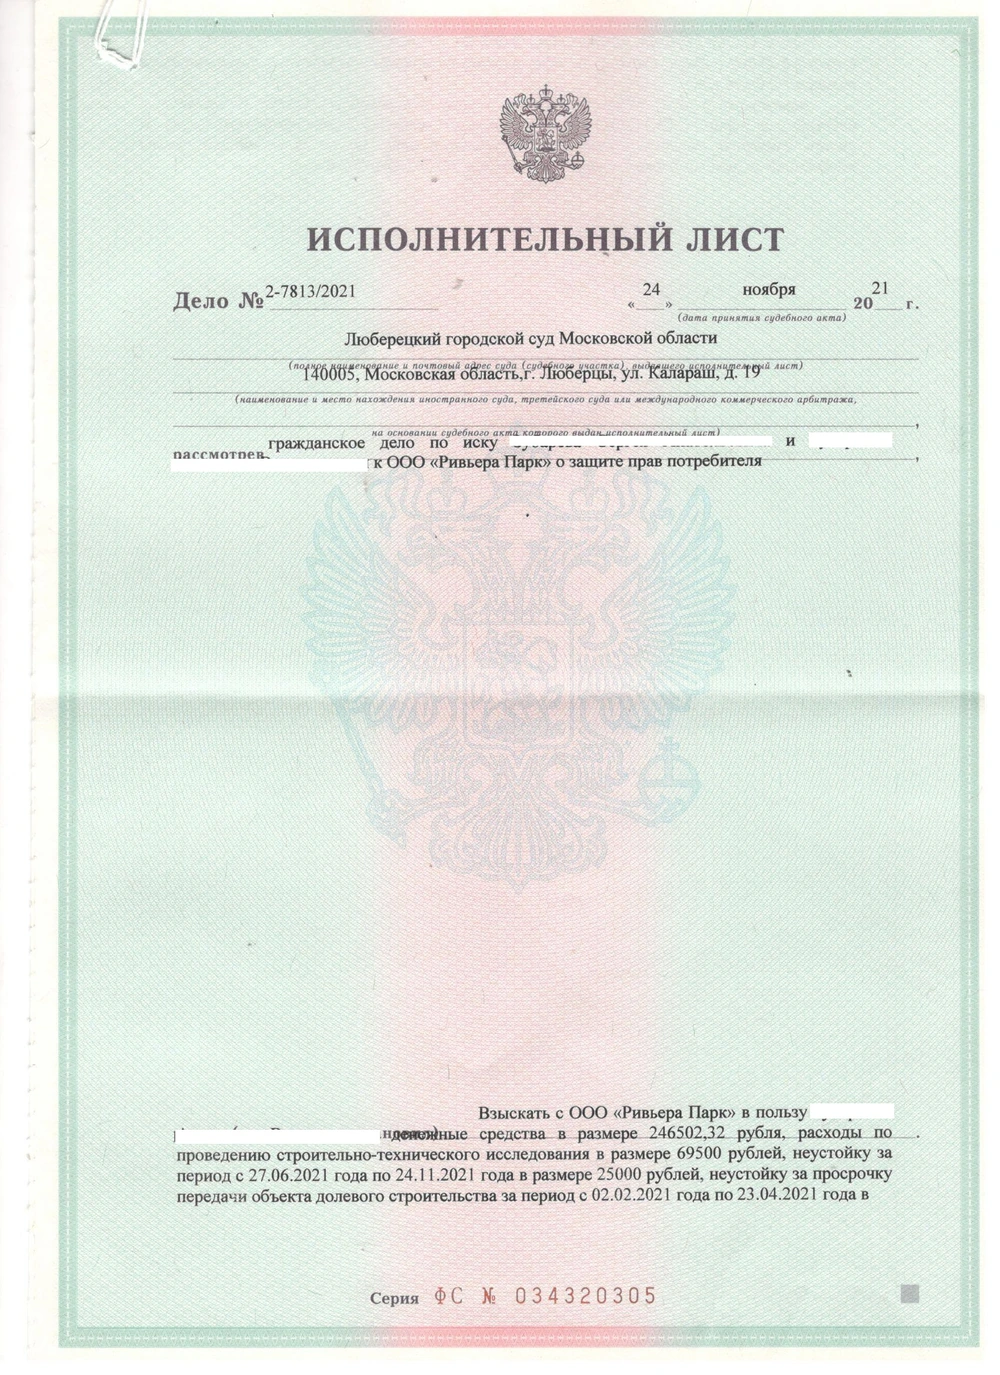 ИСПОЛНИТЕЛЬНЫЙ ЛИСТ
Дело № 2-7813/2021 « 24 » ноября 20 21 г.
(дата принятия судебного акта)
Люберецкий городской суд Московской области
(полное наименование и почтовый адрес суда (судебного участка), выдавшего исполнительный лист)
140005, Московская область,г. Люберцы, ул. Калараш, д. 19
(наименование и место нахождения иностранного суда, третейского суда или международного коммерческого арбитража,
,
на основании судебного акта которого выдан исполнительный лист)
гражданское дело по иску и
рассмотрев
к ООО «Ривьера Парк» о защите прав потребителя ,
Взыскать с ООО «Ривьера Парк» в пользу
денежные средства в размере 246502,32 рубля, расходы по .
проведению строительно-технического исследования в размере 69500 рублей, неустойку за
период с 27.06.2021 года по 24.11.2021 года в размере 25000 рублей, неустойку за просрочку
передачи объекта долевого строительства за период с 02.02.2021 года по 23.04.2021 года в
Серия ФС № 034320305